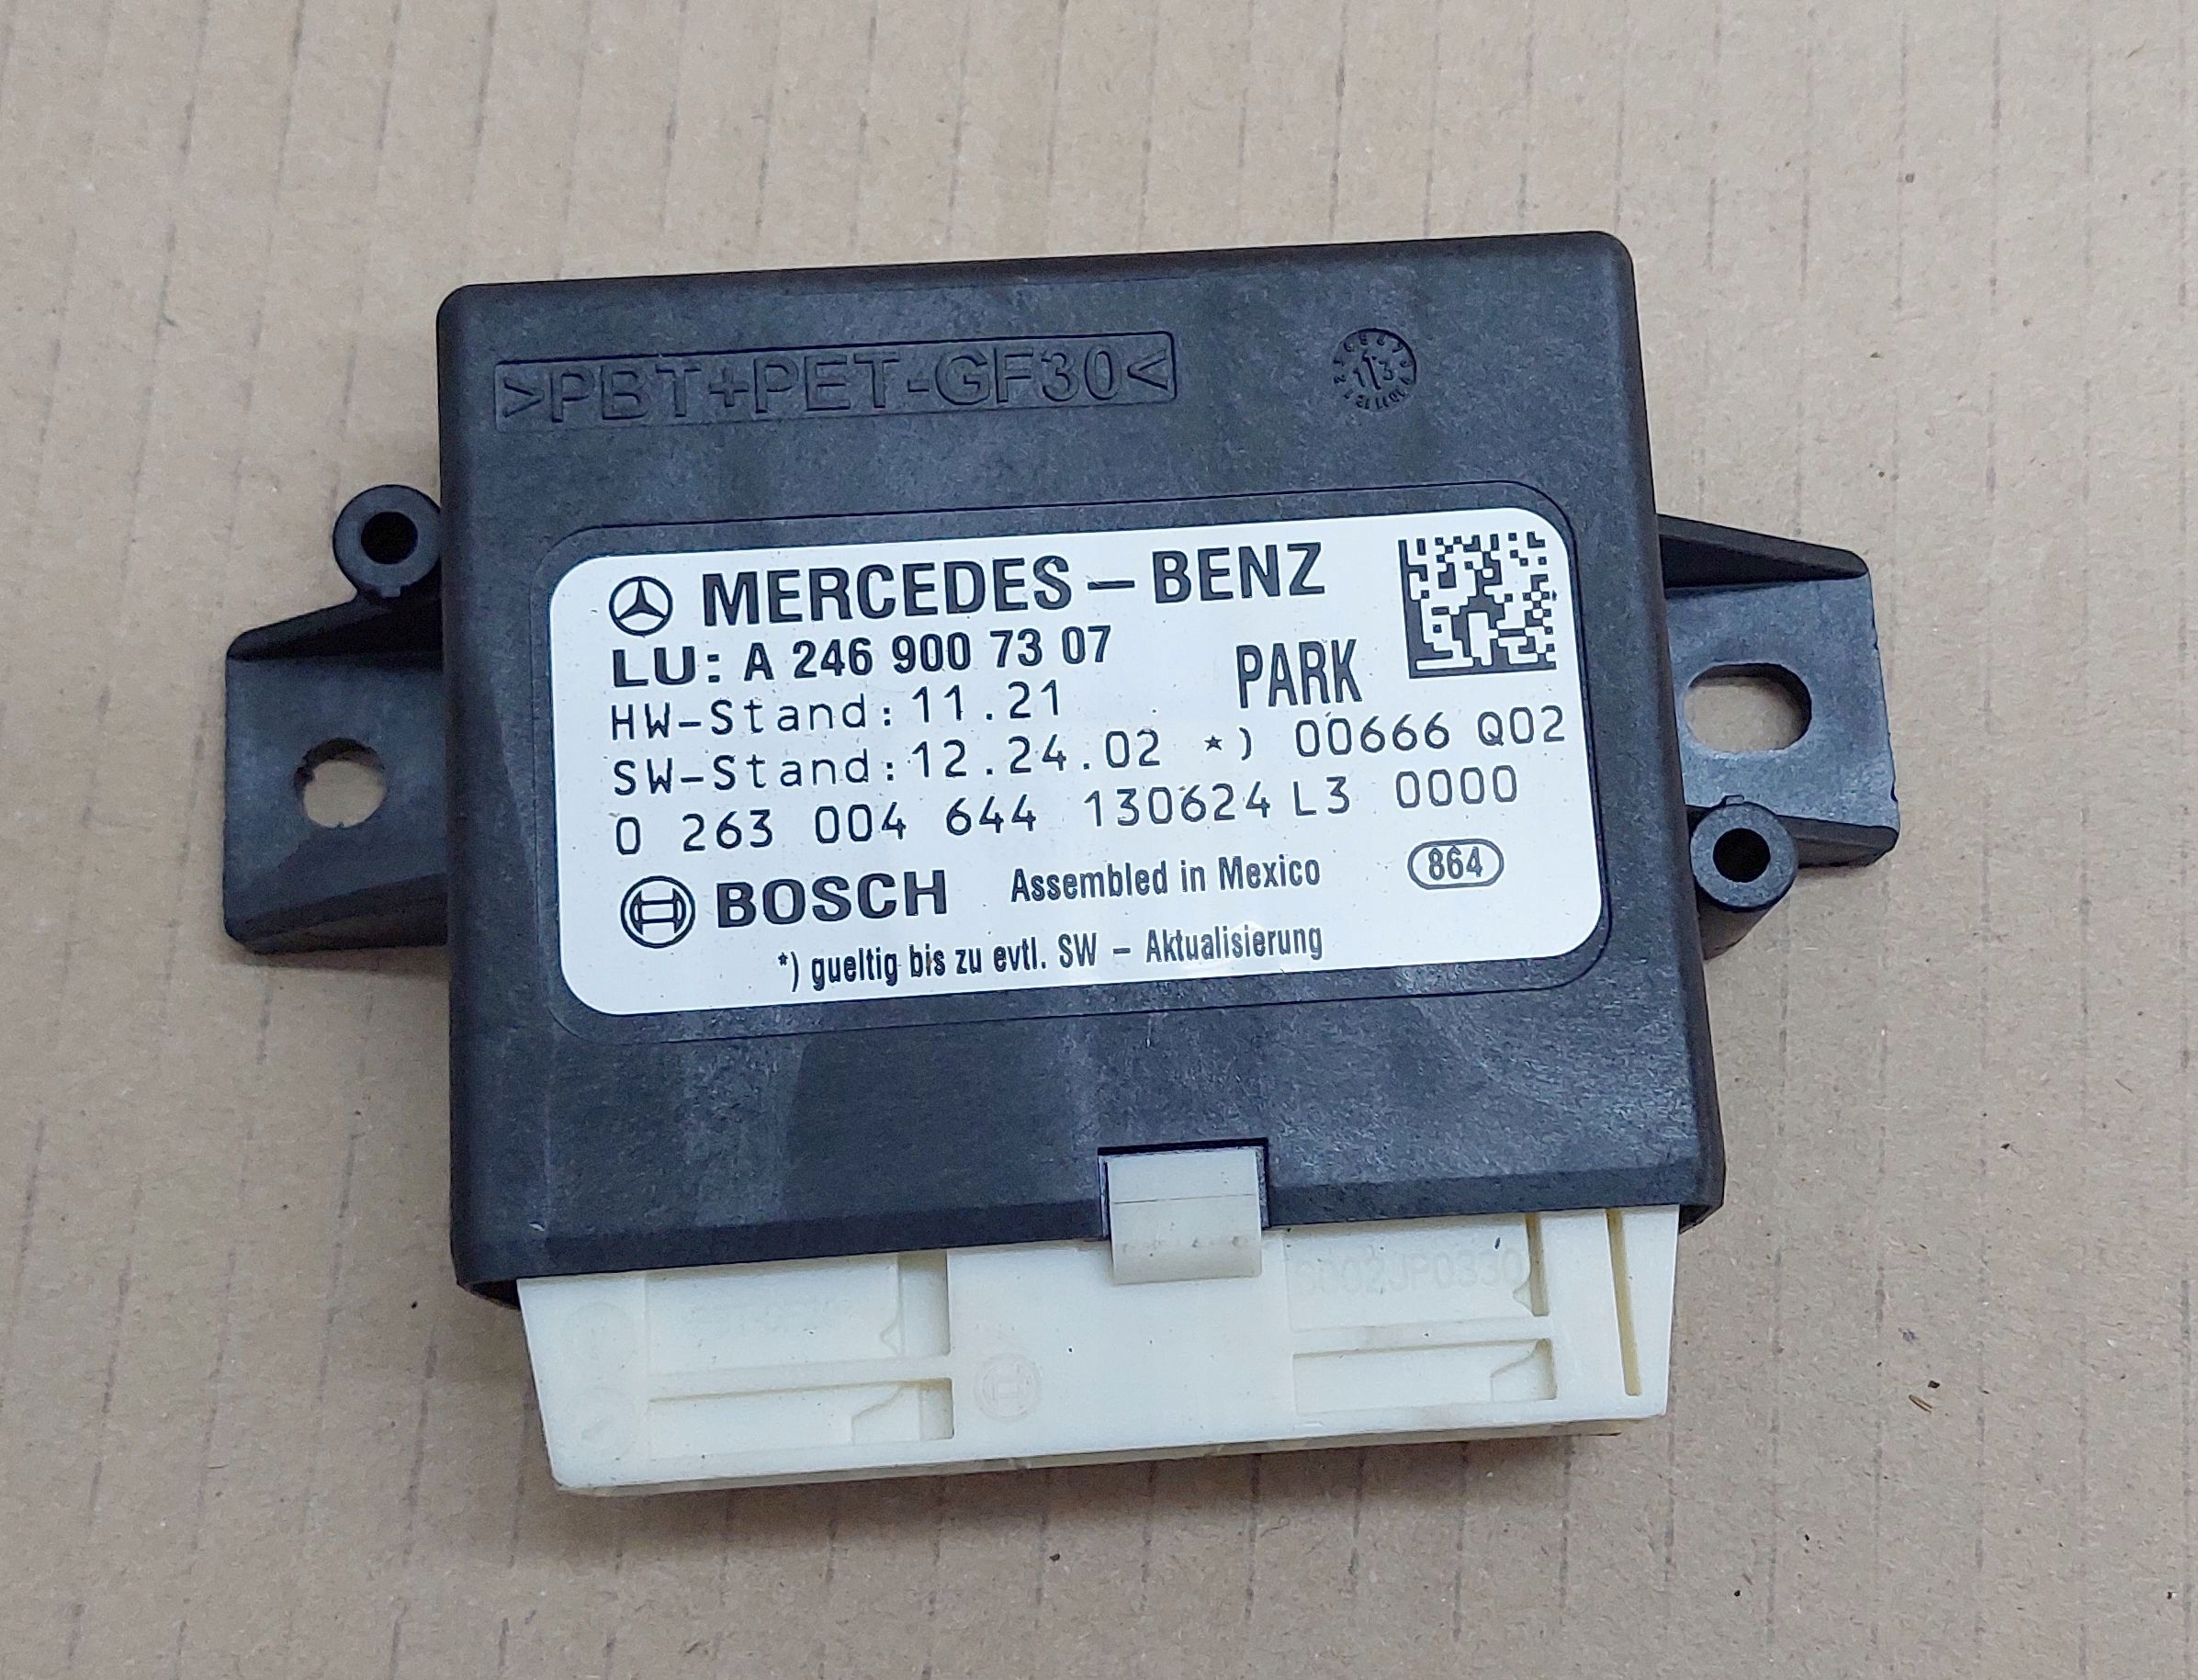 >PBT+PET-GF30<
13
MERCEDES – BENZ
LU: A 246 900 73 07
PARK
HW-Stand: 11.21
SW-Stand: 12.24.02 *) 00666 Q02
0 263 004 644 130624 L3 0000
BOSCH Assembled in Mexico 864
*) gueltig bis zu evtl. SW – Aktualisierung